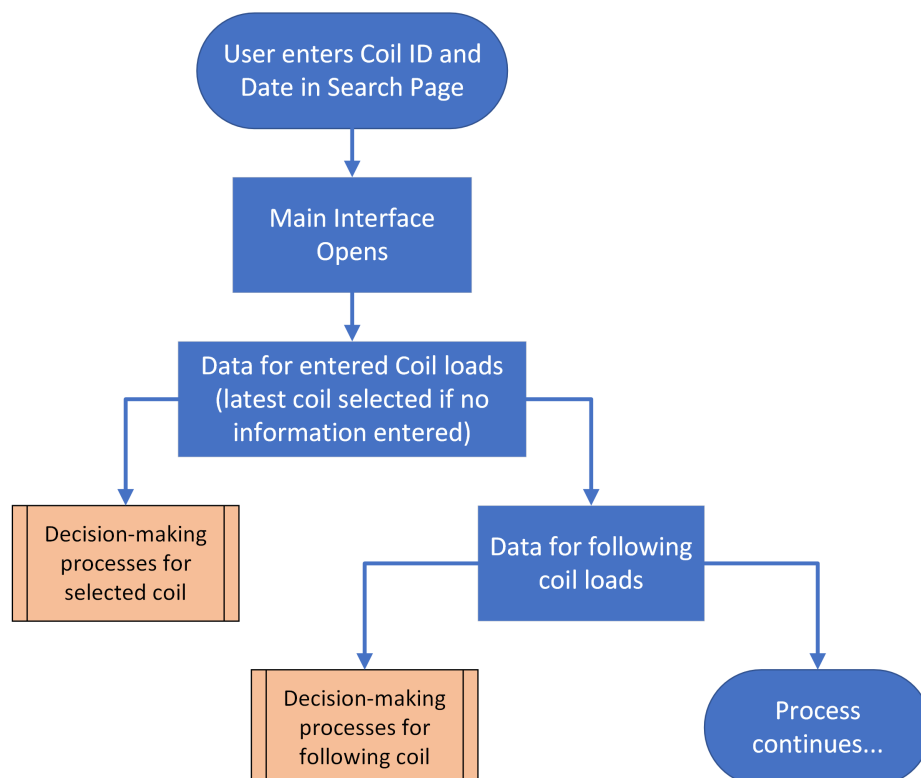 User enters Coil ID and
Date in Search Page
Main Interface
Opens
Data for entered Coil loads
(latest coil selected if no
information entered)
Decision-making
processes for
selected coil
Data for following
coil loads
Decision-making
processes for
following coil
Process
continues...